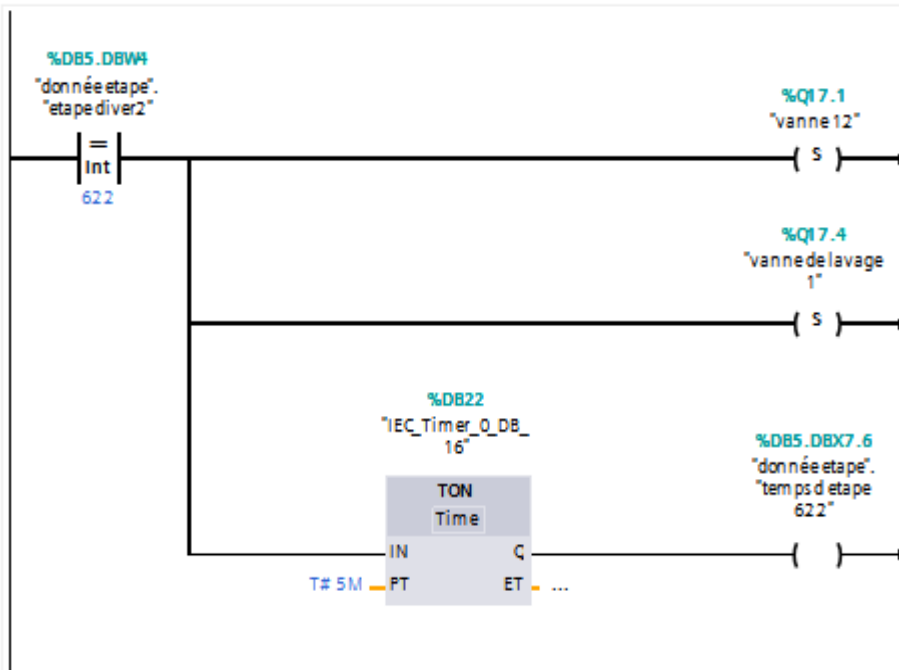 %DB5.DBW4
"donnée etape".
"etape diver2"
=
Int
622
%Q17.1
"vanne 12"
( S )
%Q17.4
"vanne de lavage
1"
( S )
%DB22
"IEC_Timer_0_DB_
16"
TON
Time
IN
Q
T# 5M
PT
ET
...
%DB5.DBX7.6
"donnée etape".
"temps d etape
622"
( )